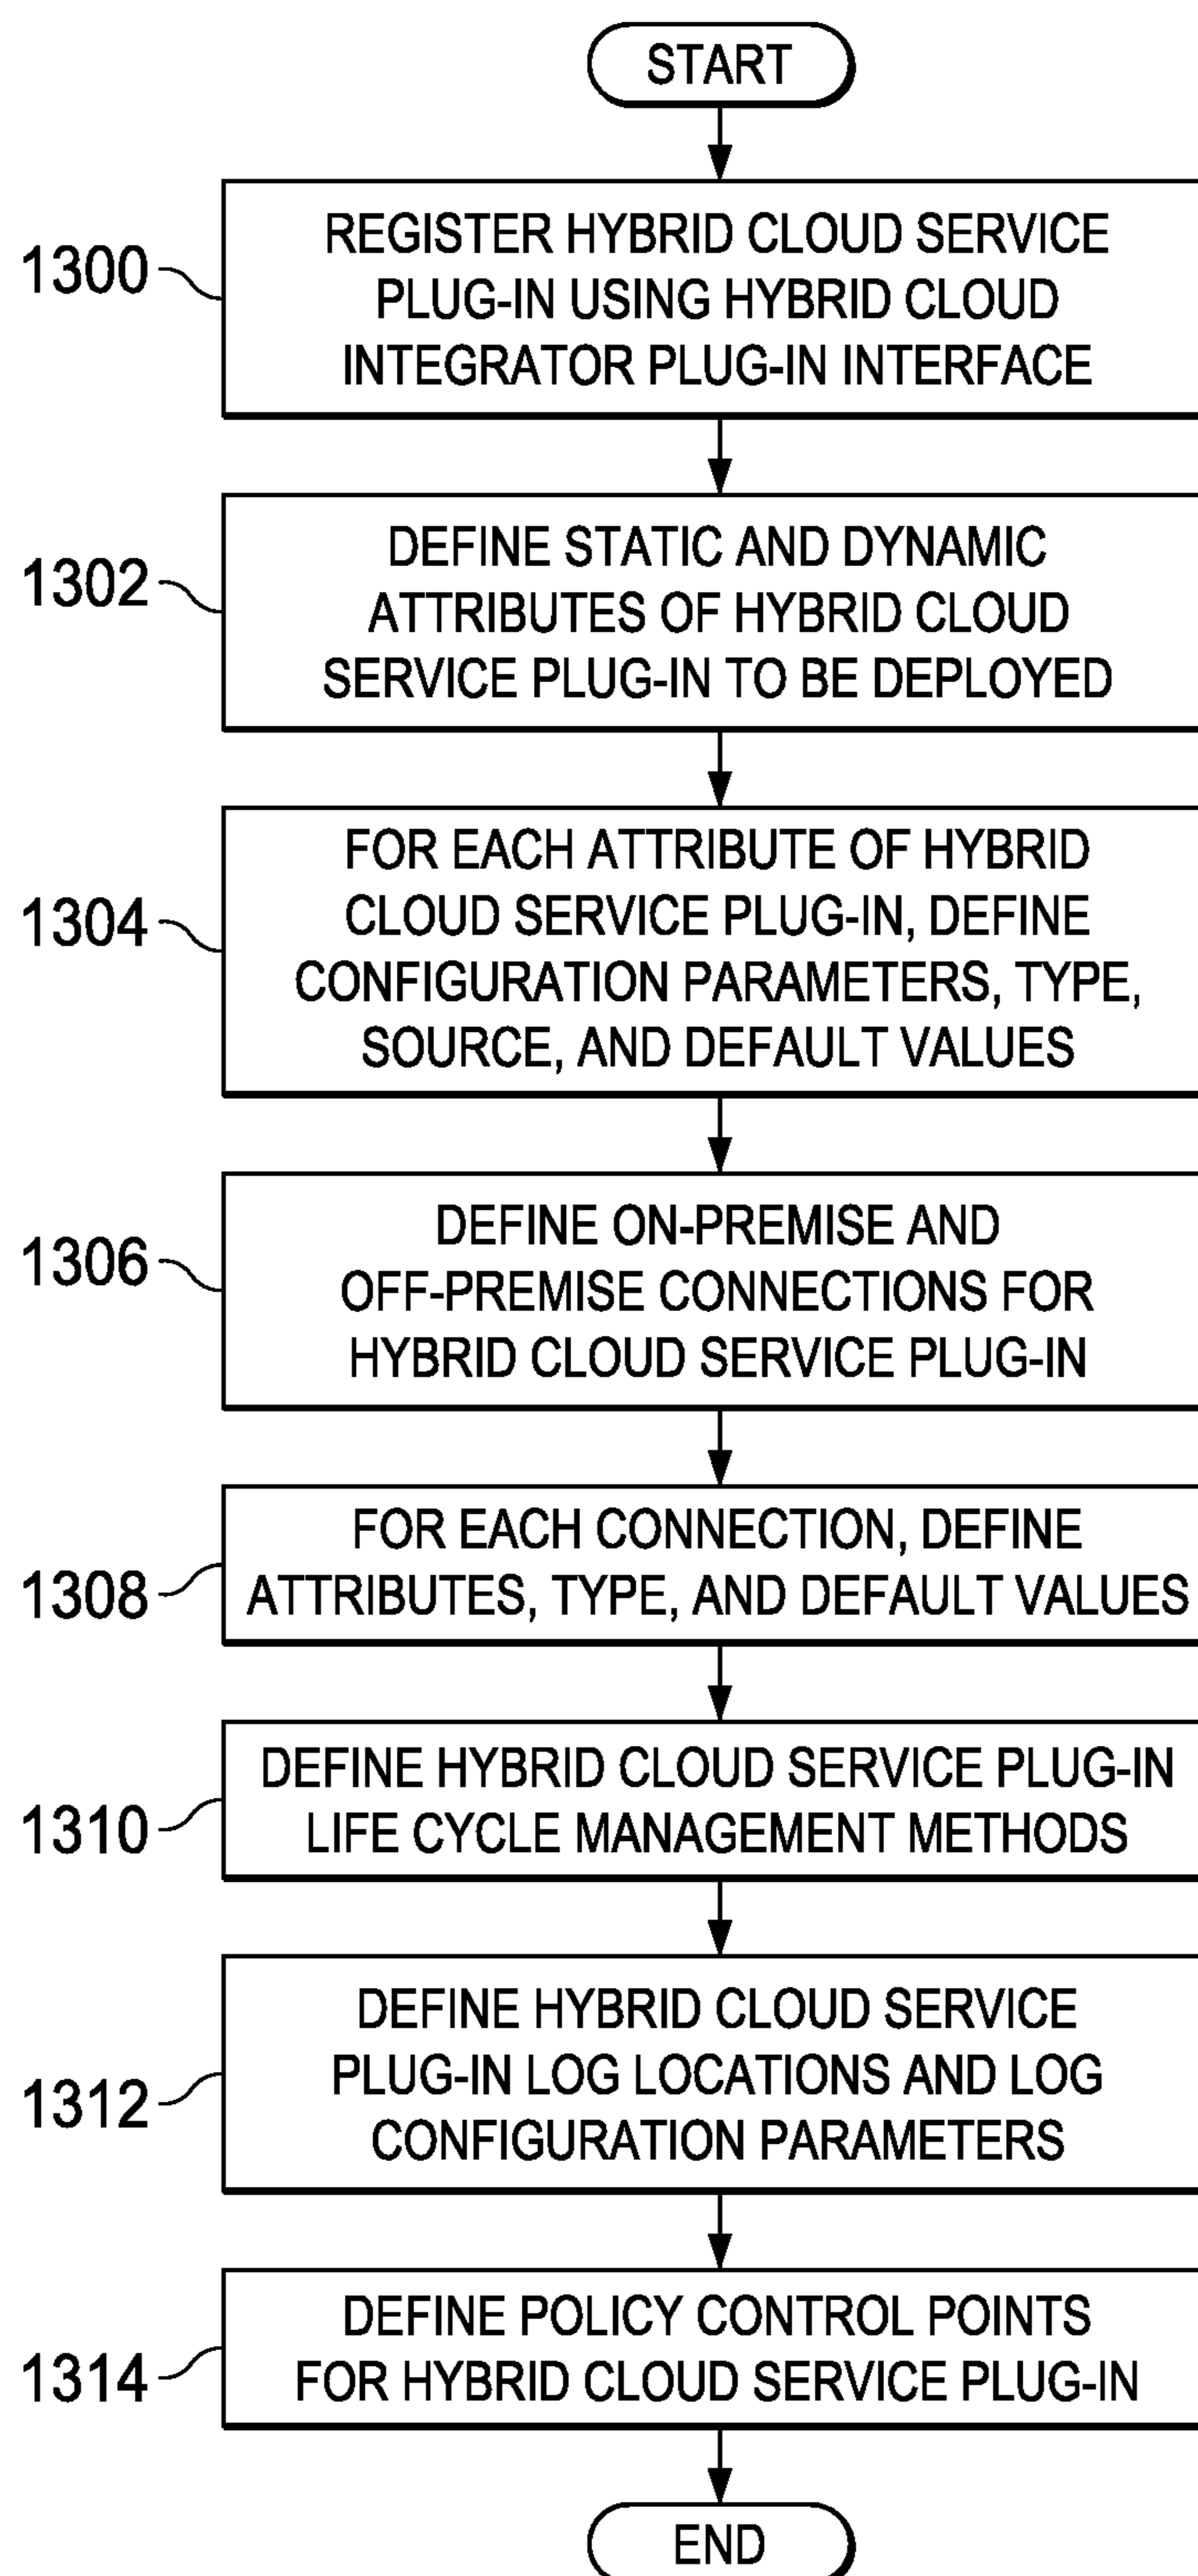 START
1300
REGISTER HYBRID CLOUD SERVICE
PLUG-IN USING HYBRID CLOUD
INTEGRATOR PLUG-IN INTERFACE
1302
DEFINE STATIC AND DYNAMIC
ATTRIBUTES OF HYBRID CLOUD
SERVICE PLUG-IN TO BE DEPLOYED
1304
FOR EACH ATTRIBUTE OF HYBRID
CLOUD SERVICE PLUG-IN, DEFINE
CONFIGURATION PARAMETERS, TYPE,
SOURCE, AND DEFAULT VALUES
1306
DEFINE ON-PREMISE AND
OFF-PREMISE CONNECTIONS FOR
HYBRID CLOUD SERVICE PLUG-IN
1308
FOR EACH CONNECTION, DEFINE
ATTRIBUTES, TYPE, AND DEFAULT VALUES
1310
DEFINE HYBRID CLOUD SERVICE PLUG-IN
LIFE CYCLE MANAGEMENT METHODS
1312
DEFINE HYBRID CLOUD SERVICE
PLUG-IN LOG LOCATIONS AND LOG
CONFIGURATION PARAMETERS
1314
DEFINE POLICY CONTROL POINTS
FOR HYBRID CLOUD SERVICE PLUG-IN
END